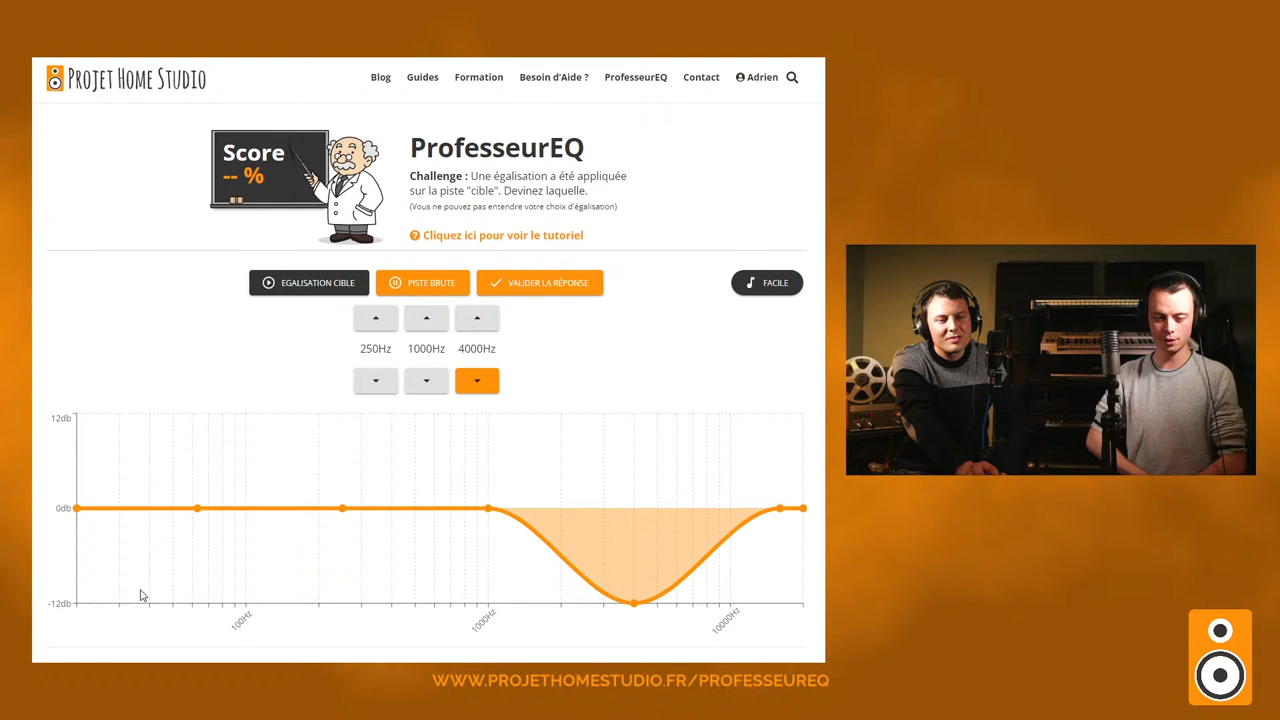 PROJET HOME STUDIO
Blog Guides Formation Besoin d'Aide ? ProfesseurEQ Contact Adrien
Score
-- %
ProfesseurEQ
Challenge : Une égalisation a été appliquée
sur la piste "cible". Devinez laquelle.
(Vous ne pouvez pas entendre votre choix d'égalisation)
Cliquez ici pour voir le tutoriel
EGALISATION CIBLE PISTE BRUTE VALIDER LA RÉPONSE FACILE
250Hz 1000Hz 4000Hz
12db
0db
-12db
100Hz 1000Hz 10000Hz
WWW.PROJETHOMESTUDIO.FR/PROFESSEUREQ